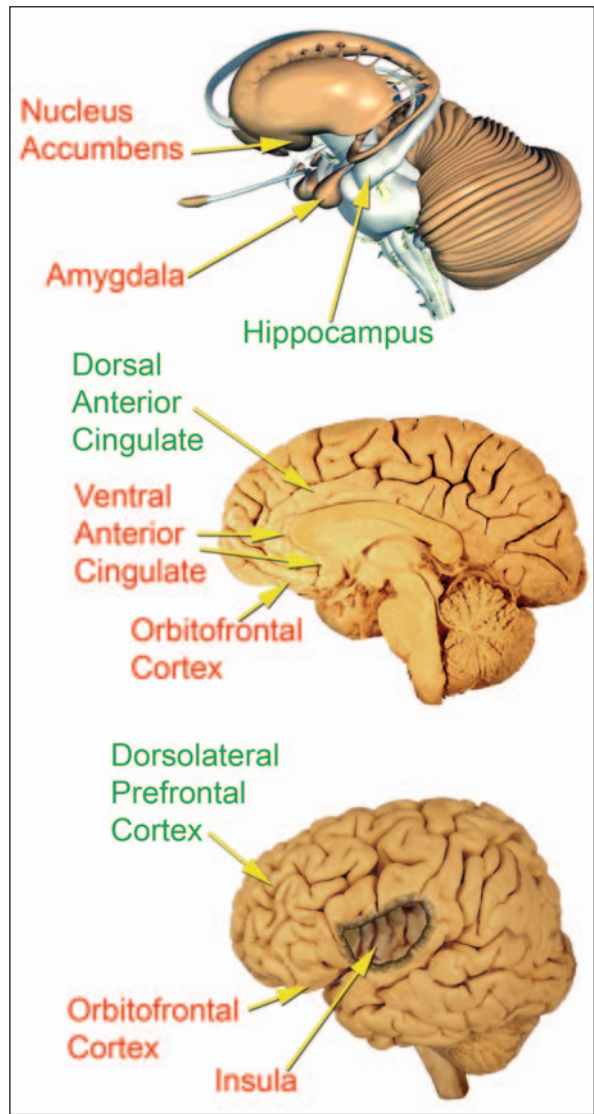 Nucleus
Accumbens
Amygdala
Hippocampus
Dorsal
Anterior
Cingulate
Ventral
Anterior
Cingulate
Orbitofrontal
Cortex
Dorsolateral
Prefrontal
Cortex
Orbitofrontal
Cortex
Insula